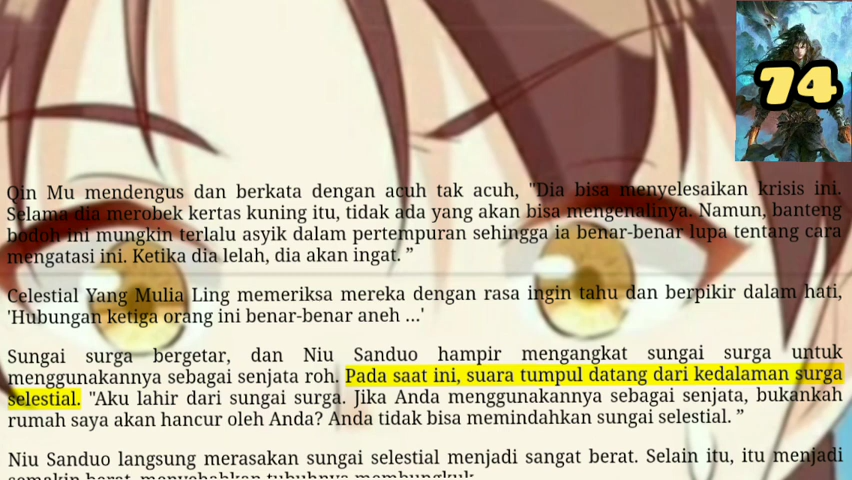 74
Qin Mu mendengus dan berkata dengan acuh tak acuh, "Dia bisa menyelesaikan krisis ini.
Selama dia merobek kertas kuning itu, tidak ada yang akan bisa mengenalinya. Namun, banteng
bodoh ini mungkin terlalu asyik dalam pertempuran sehingga ia benar-benar lupa tentang cara
mengatasi ini. Ketika dia lelah, dia akan ingat. ”
Celestial Yang Mulia Ling memeriksa mereka dengan rasa ingin tahu dan berpikir dalam hati,
'Hubungan ketiga orang ini benar-benar aneh ...'
Sungai surga bergetar, dan Niu Sanduo hampir mengangkat sungai surga untuk
menggunakannya sebagai senjata roh. Pada saat ini, suara tumpul datang dari kedalaman surga
selestial. "Aku lahir dari sungai surga. Jika Anda menggunakannya sebagai senjata, bukankah
rumah saya akan hancur oleh Anda? Anda tidak bisa memindahkan sungai selestial. ”
Niu Sanduo langsung merasakan sungai selestial menjadi sangat berat. Selain itu, itu menjadi
semakin berat, menyebabkan tubuhnya membungkuk.